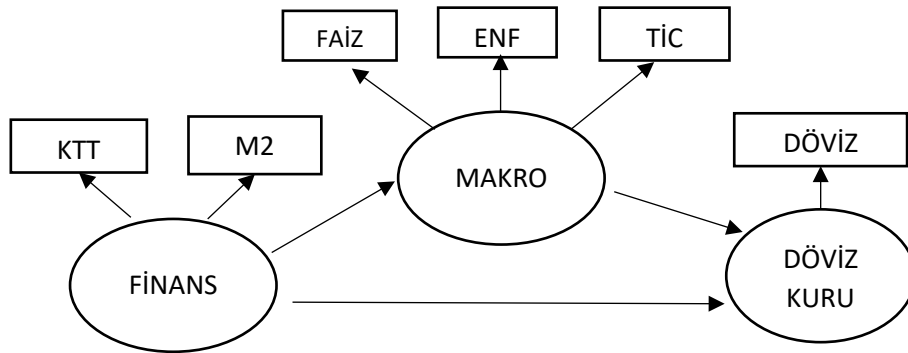 FAİZ
ENF
TİC
KTT
M2
DÖVİZ
MAKRO
FİNANS
DÖVİZ
KURU